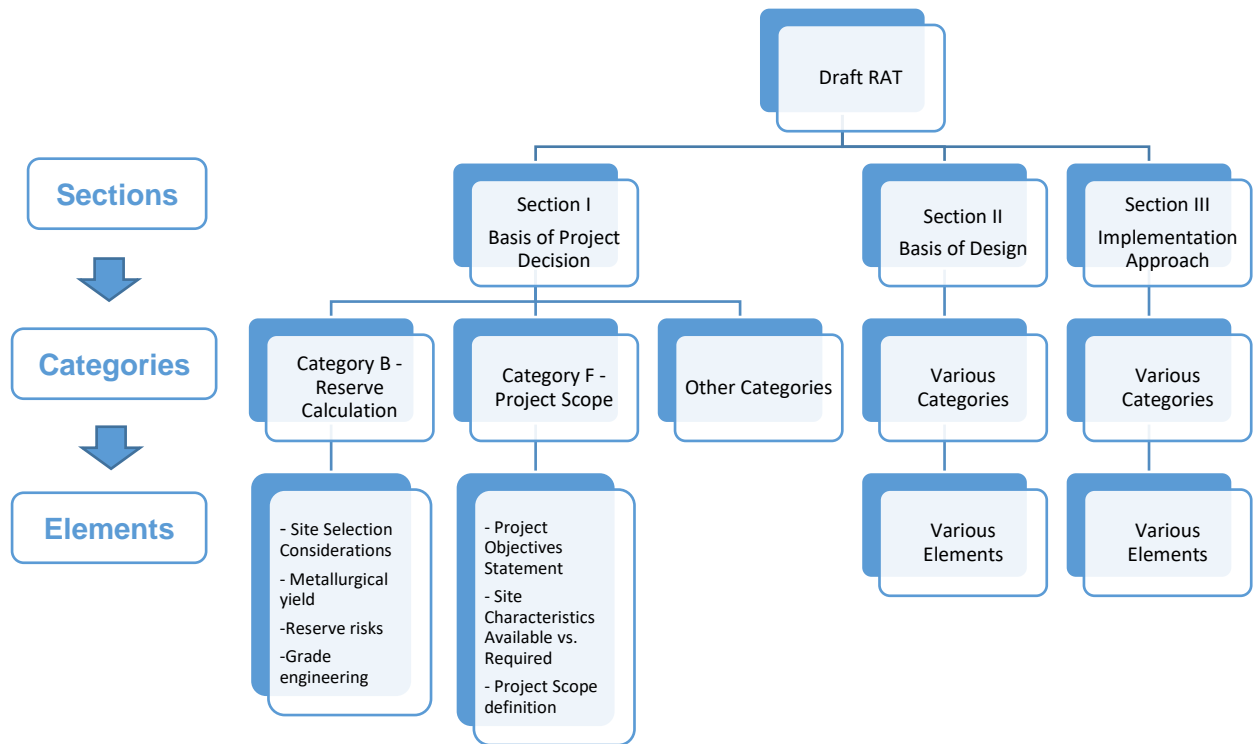 Draft RAT
Sections
Section I
Basis of Project
Decision
Section II
Basis of Design
Section III
Implementation
Approach
Categories
Category B -
Reserve
Calculation
Category F -
Project Scope
Other Categories
Various
Categories
Various
Categories
Elements
- Site Selection
Considerations
- Metallurgical
yield
-Reserve risks
-Grade
engineering
- Project
Objectives
Statement
- Site
Characteristics
Available vs.
Required
- Project Scope
definition
Various
Elements
Various
Elements